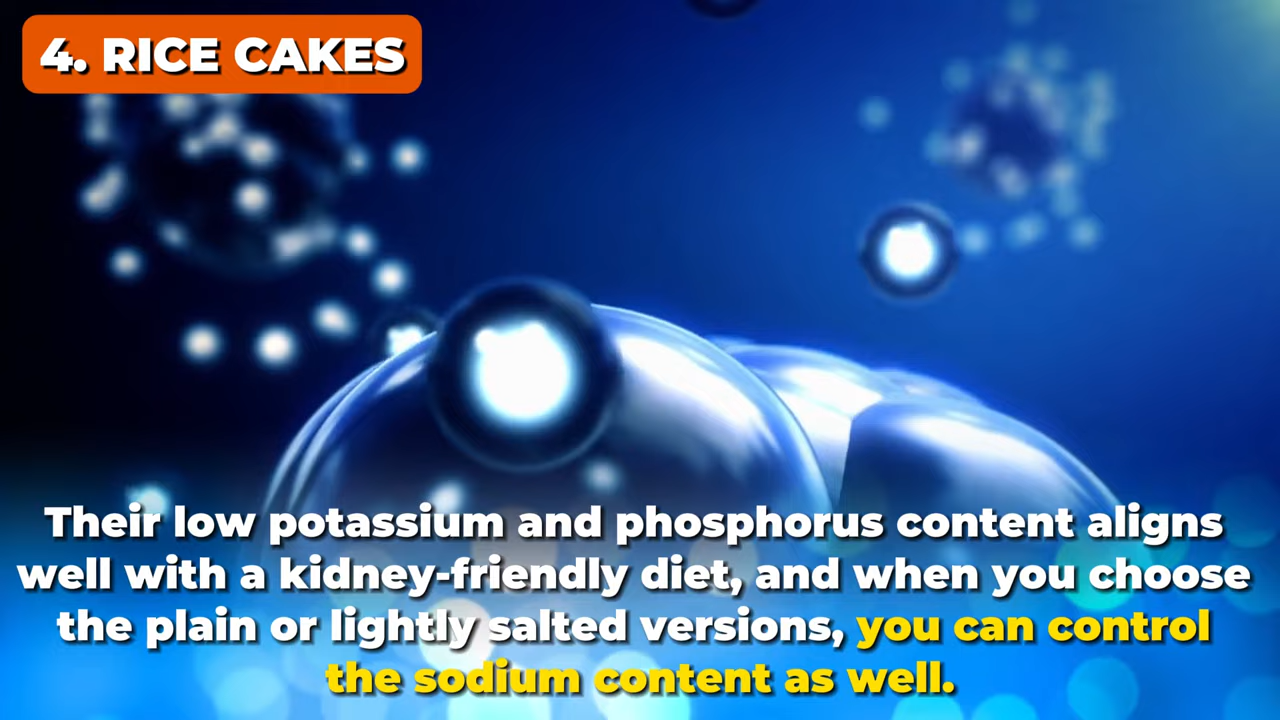 4. RICE CAKES
Their low potassium and phosphorus content aligns
well with a kidney-friendly diet, and when you choose
the plain or lightly salted versions, you can control
the sodium content as well.